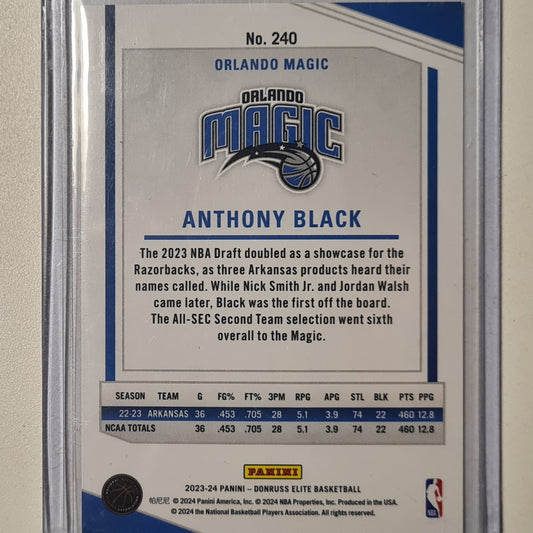 No. 240
ORLANDO MAGIC
ORLANDO
MAGIC
ANTHONY BLACK
The 2023 NBA Draft doubled as a showcase for the
Razorbacks, as three Arkansas products heard their
names called. While Nick Smith Jr. and Jordan Walsh
came later, Black was the first off the board.
The All-SEC Second Team selection went sixth
overall to the Magic.
SEASON TEAM G FG% FT% 3PM RPG APG STL BLK PTS PPG
22-23 ARKANSAS 36 .453 .705 28 5.1 3.9 74 22 460 12.8
NCAA TOTALS 36 .453 .705 28 5.1 3.9 74 22 460 12.8
PANINI
2023-24 PANINI – DONRUSS ELITE BASKETBALL
帕尼尼 © 2024 Panini America, Inc. © 2024 NBA Properties, Inc. Produced in the USA.
© 2024 the National Basketball Players Association. All rights reserved.
NBA